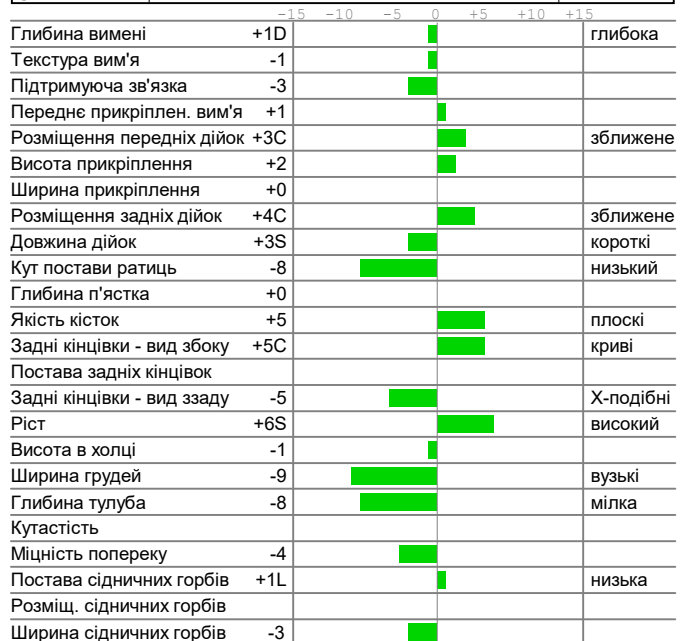 -15 -10 -5 0 +5 +10 +15
Глибина вимені +1D глибока
Текстура вим'я -1
Підтримуюча зв'язка -3
Переднє прикріплен. вим'я +1
Розміщення передніх дійок +3C зближене
Висота прикріплення +2
Ширина прикріплення +0
Розміщення задніх дійок +4C зближене
Довжина дійок +3S короткі
Кут постави ратиць -8 низький
Глибина п'ястка +0
Якість кісток +5 плоскі
Задні кінцівки - вид збоку +5C криві
Постава задніх кінцівок
Задні кінцівки - вид ззаду -5 Х-подібні
Ріст +6S високий
Висота в холці -1
Ширина грудей -9 вузькі
Глибина тулуба -8 мілка
Кутастість
Міцність попереку -4
Постава сідничних горбів +1L низька
Розміщ. сідничних горбів
Ширина сідничних горбів -3